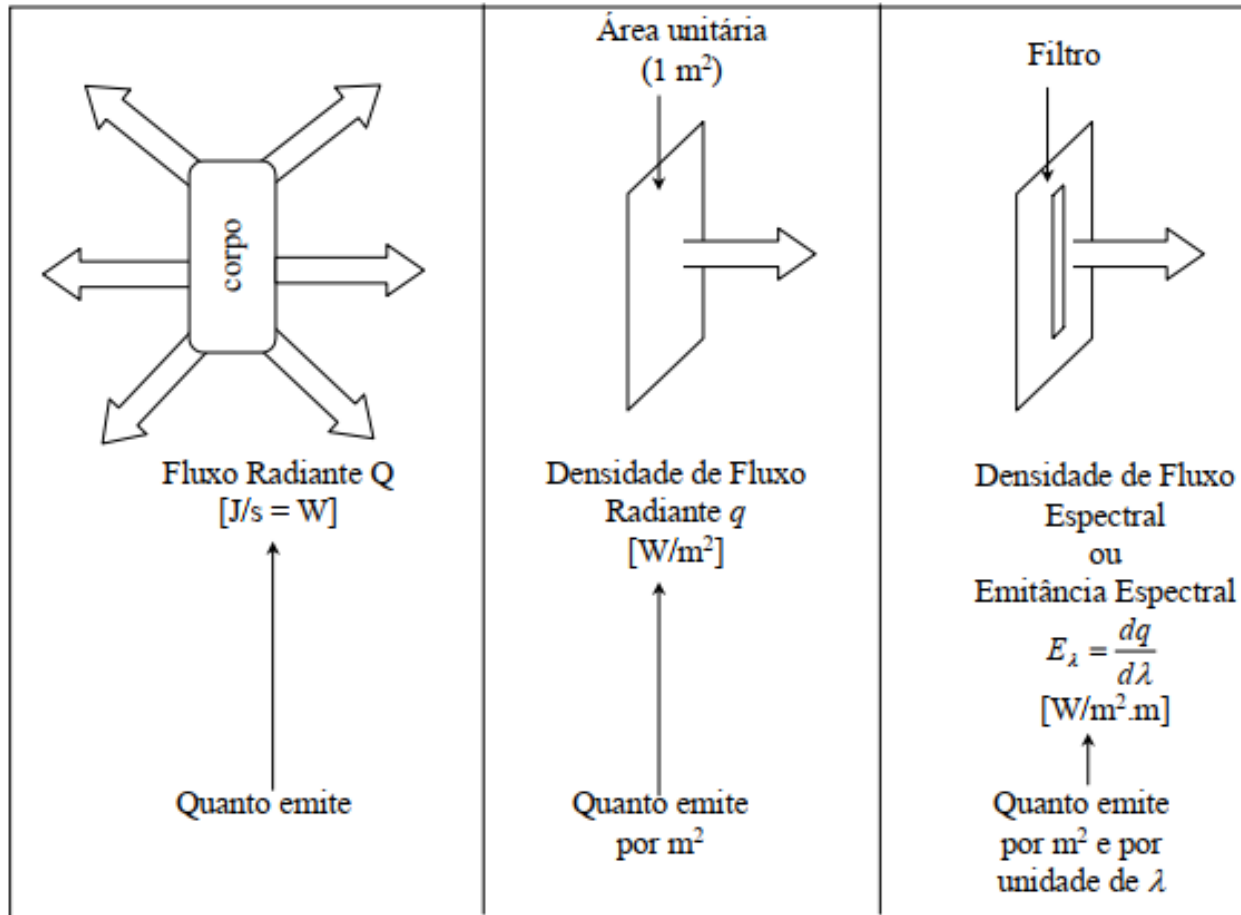 corpo
Fluxo Radiante Q
[J/s = W]
Quanto emite
Área unitária
(1 m²)
Densidade de Fluxo
Radiante q
[W/m²]
Quanto emite
por m²
Filtro
Densidade de Fluxo
Espectral
ou
Emitância Espectral
E_λ = dq/dλ
[W/m².m]
Quanto emite
por m² e por
unidade de λ